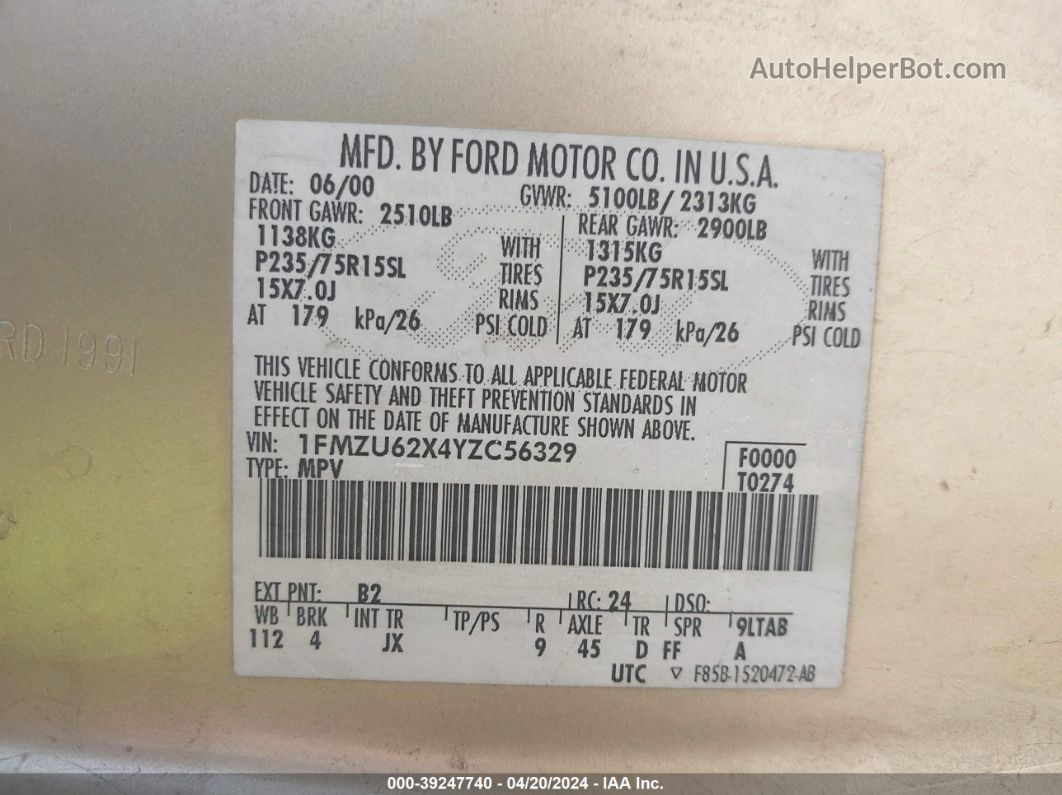 AutoHelperBot.com
MFD. BY FORD MOTOR CO. IN U.S.A.
DATE: 06/00 GVWR: 5100LB/ 2313KG
FRONT GAWR: 2510LB REAR GAWR: 2900LB
1138KG WITH 1315KG WITH
P235/75R15SL TIRES P235/75R15SL TIRES
15X7.0J RIMS 15X7.0J RIMS
AT 179 kPa/26 PSI COLD AT 179 kPa/26 PSI COLD
RD 1991
THIS VEHICLE CONFORMS TO ALL APPLICABLE FEDERAL MOTOR
VEHICLE SAFETY AND THEFT PREVENTION STANDARDS IN
EFFECT ON THE DATE OF MANUFACTURE SHOWN ABOVE.
VIN: 1FMZU62X4YZC56329 F0000
TYPE: MPV T0274
EXT PNT: B2 RC: 24 DSO:
WB BRK INT TR TP/PS R AXLE TR SPR 9LTAB
112 4 JX 9 45 D FF A
UTC ▽ F85B-1520472-AB
000-39247740 - 04/20/2024 - IAA Inc.